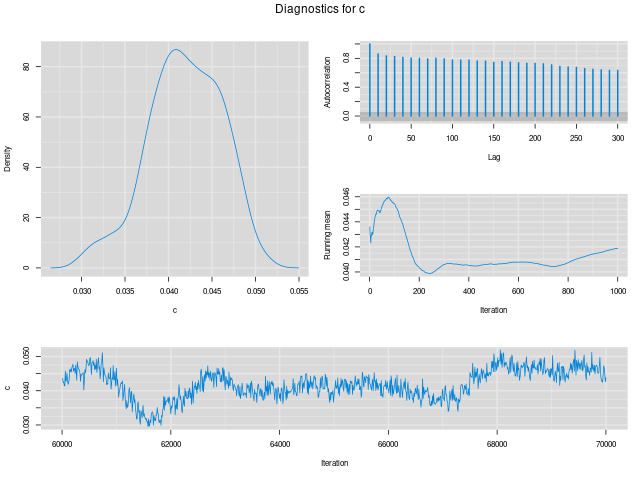 Diagnostics for c
Density
0 20 40 60 80
0.030 0.035 0.040 0.045 0.050 0.055
c
Autocorrelation
0.0 0.4 0.8
0 50 100 150 200 250 300
Lag
Running mean
0.040 0.042 0.044 0.046
0 200 400 600 800 1000
Iteration
c
0.030 0.040 0.050
60000 62000 64000 66000 68000 70000
Iteration